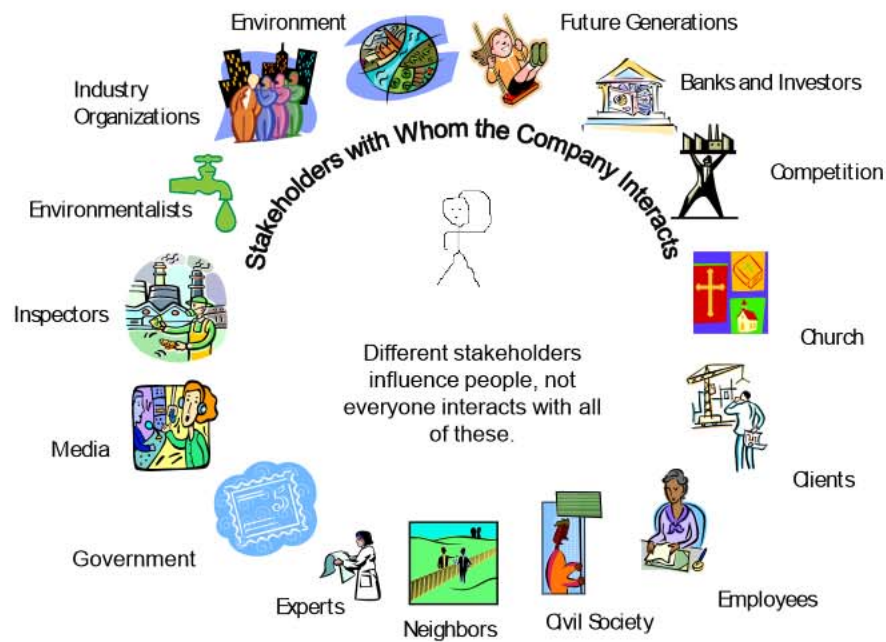 Environment
Future Generations
Industry
Organizations
Banks and Investors
Stakeholders with Whom the Company Interacts
Competition
Environmentalists
Inspectors
Church
Different stakeholders
influence people, not
everyone interacts with all
of these.
Media
Clients
Government
5
Experts
Neighbors
Civil Society
Employees